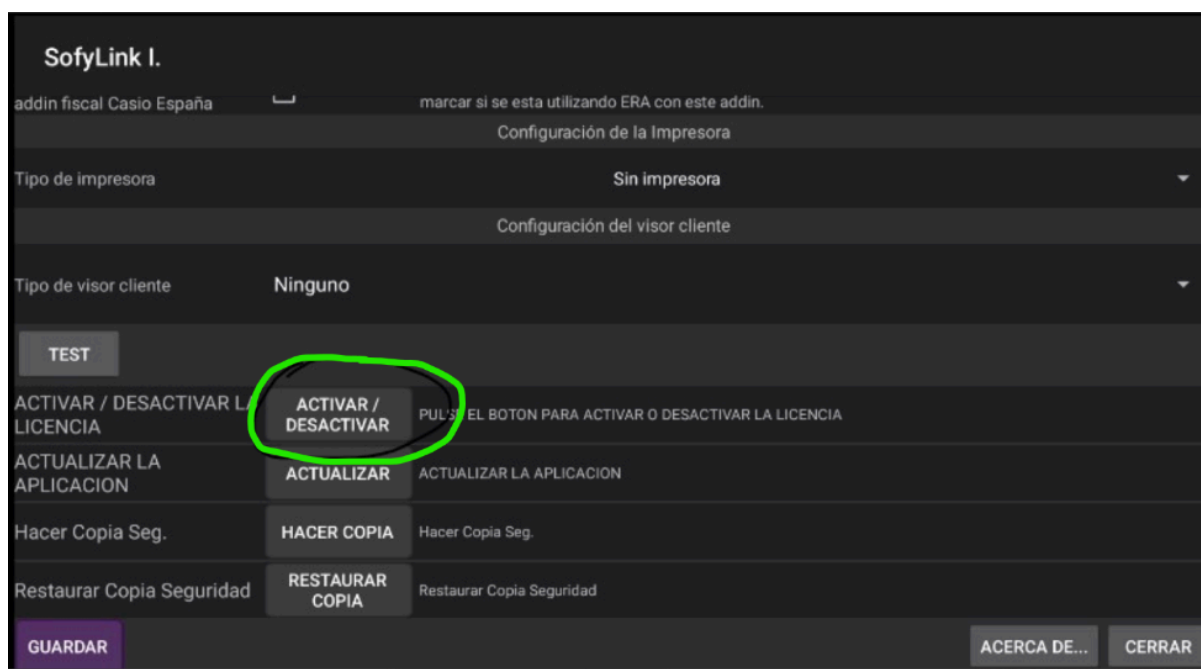 SofyLink I.
addin fiscal Casio España marcar si se esta utilizando ERA con este addin.
Configuración de la Impresora
Tipo de impresora Sin impresora
Configuración del visor cliente
Tipo de visor cliente Ninguno
TEST
ACTIVAR / DESACTIVAR LA
LICENCIA
ACTIVAR /
DESACTIVAR
PULSE EL BOTON PARA ACTIVAR O DESACTIVAR LA LICENCIA
ACTUALIZAR LA
APLICACION
ACTUALIZAR
ACTUALIZAR LA APLICACION
Hacer Copia Seg. HACER COPIA Hacer Copia Seg.
Restaurar Copia Seguridad
RESTAURAR
COPIA
Restaurar Copia Seguridad
GUARDAR ACERCA DE... CERRAR